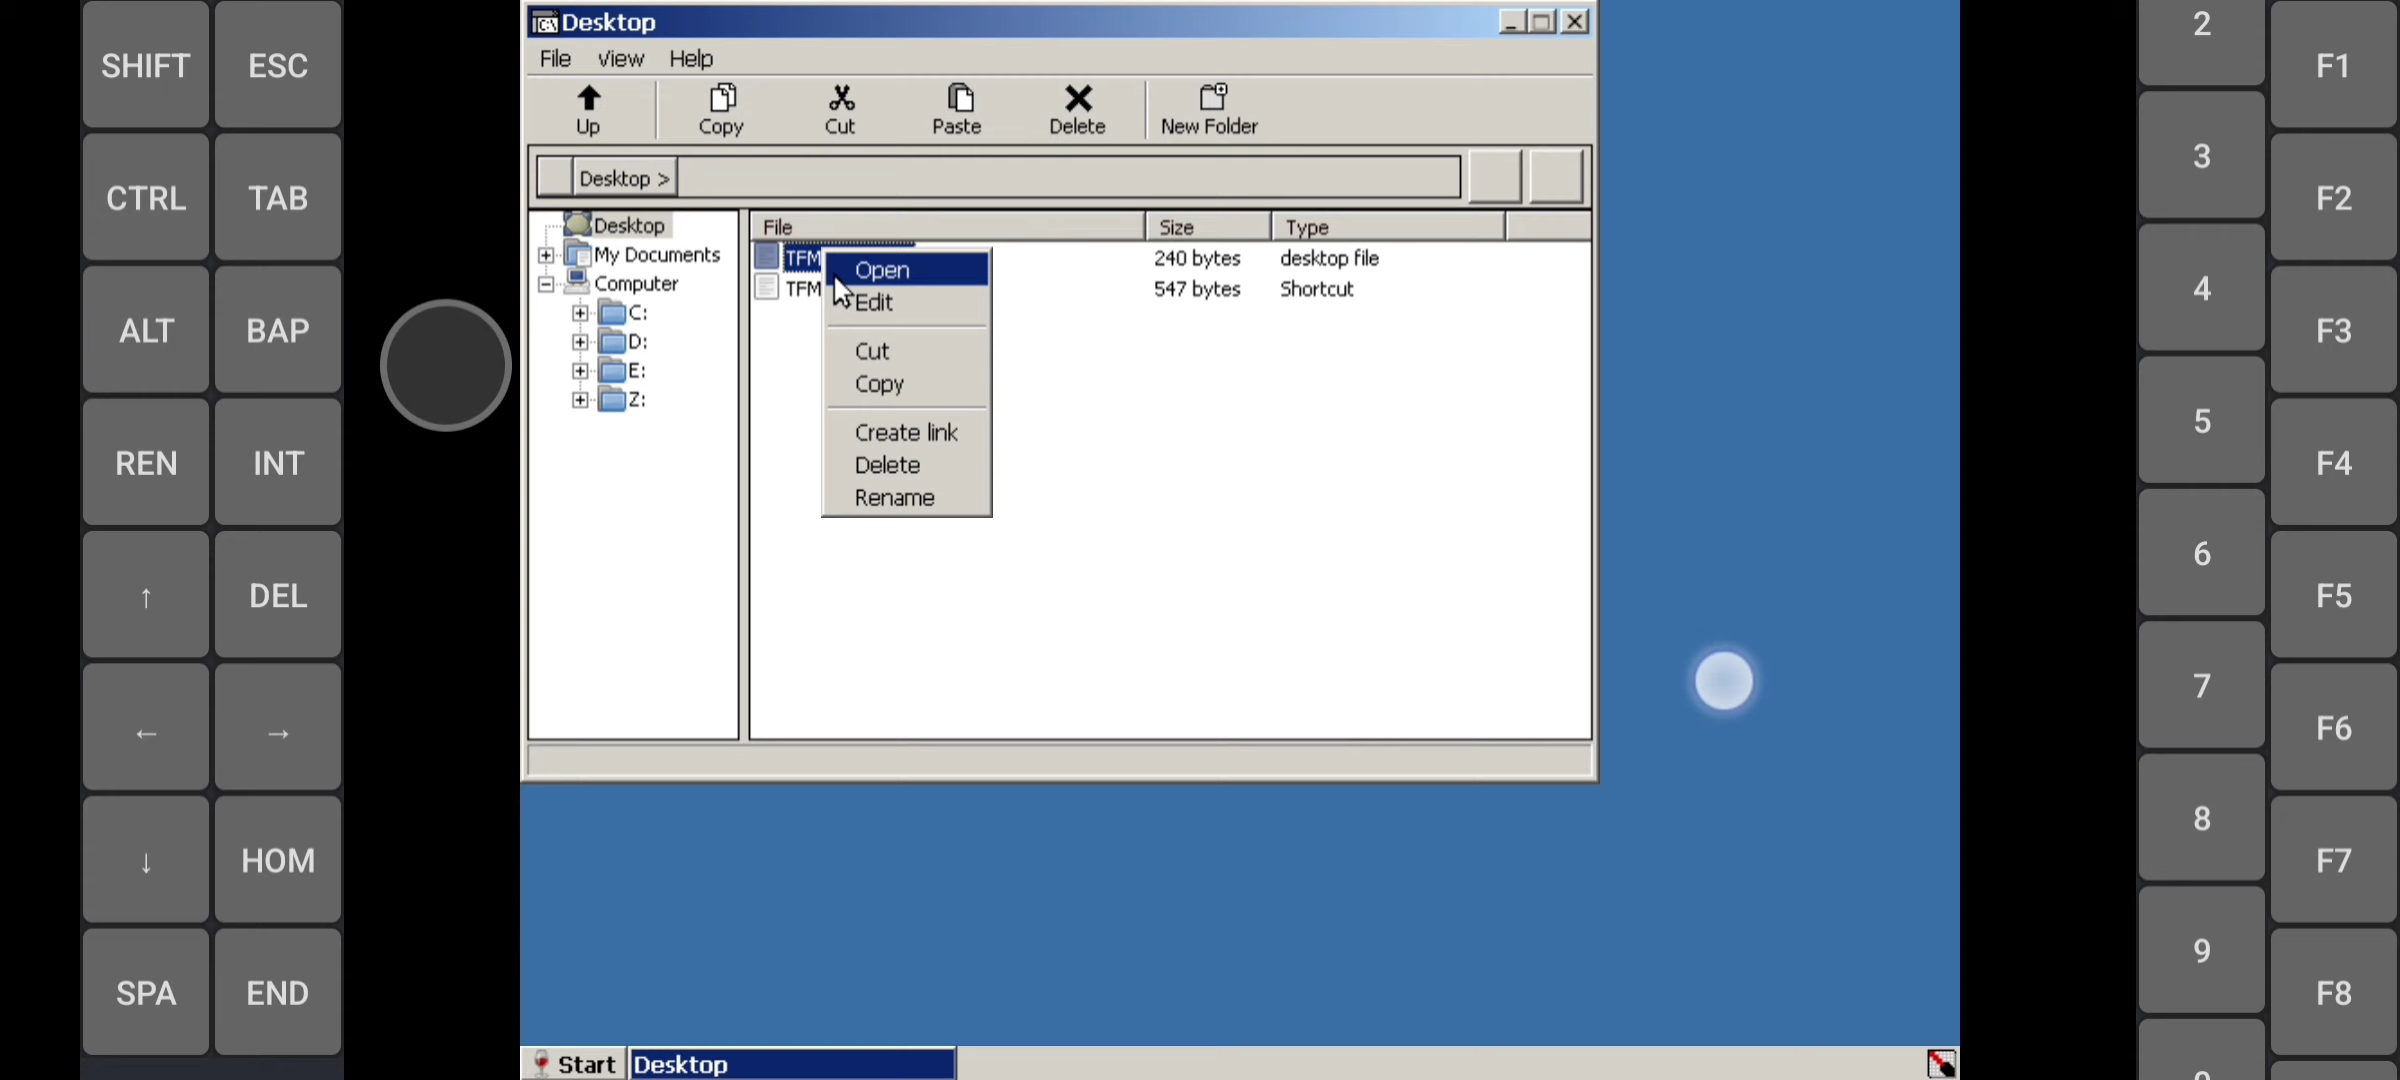 SHIFT ESC
CTRL TAB
ALT BAP
REN INT
↑ DEL
← →
↓ HOM
SPA END
Desktop
File View Help
Up Copy Cut Paste Delete New Folder
Desktop >
Desktop
My Documents
Computer
C:
D:
E:
Z:
File Size Type
TFM 240 bytes desktop file
TFM 547 bytes Shortcut
Open
Edit
Cut
Copy
Create link
Delete
Rename
Start Desktop
2
3
4
5
6
7
8
9
F1
F2
F3
F4
F5
F6
F7
F8